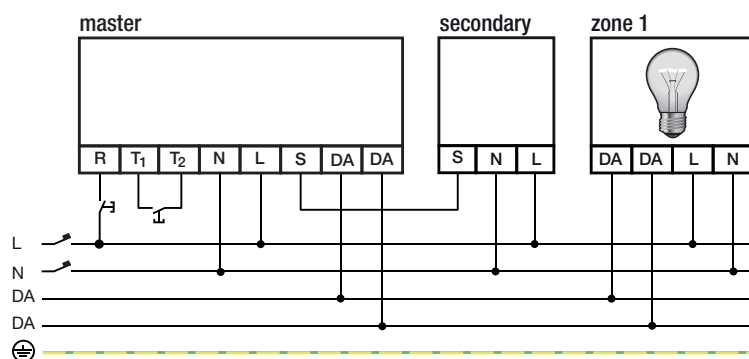 master secondary zone 1
R T1 T2 N L S DA DA S N L DA DA L N
L
N
DA
DA